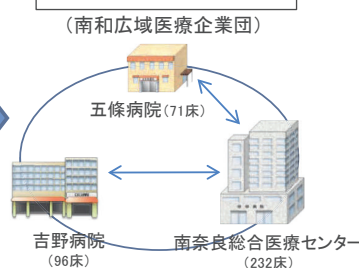 (南和広域医療企業団)
五條病院(71床)
吉野病院
(96床)
南奈良総合医療センター
(232床)